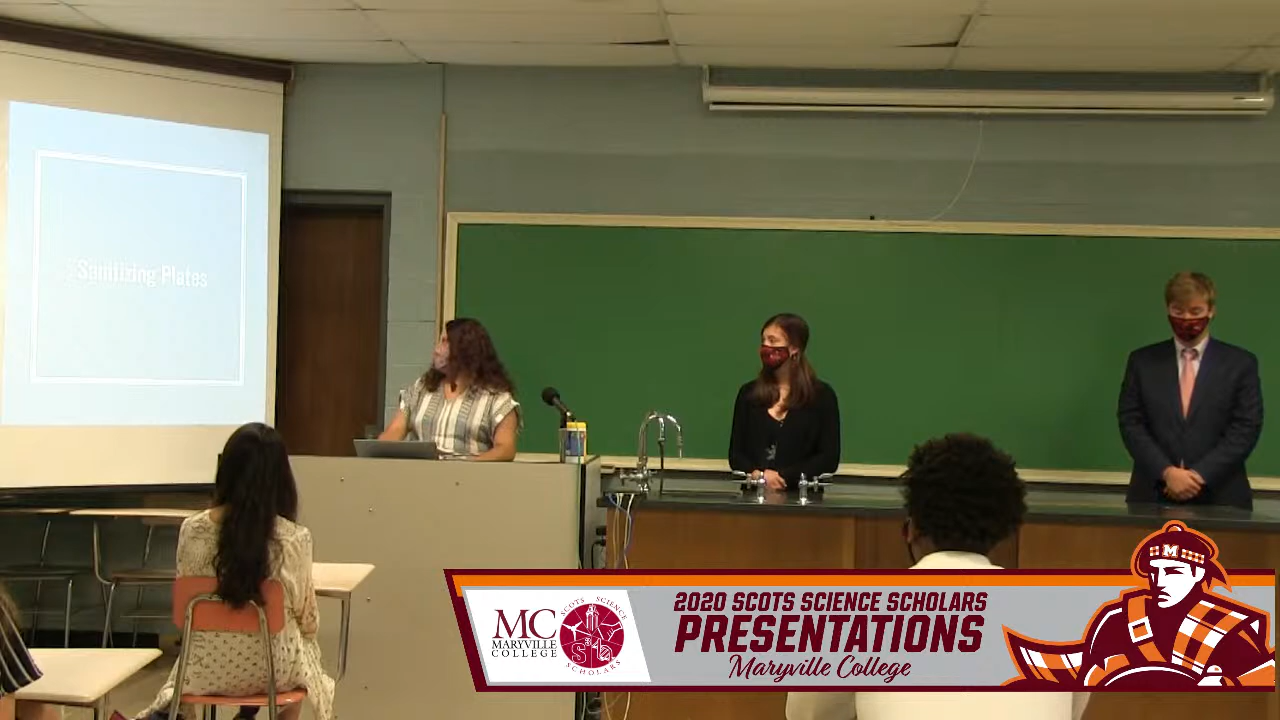 Sanitizing Plates
MC
MARYVILLE
COLLEGE
SCOTS SCIENCE
SCHOLARS
2020 SCOTS SCIENCE SCHOLARS
PRESENTATIONS
Maryville College
M